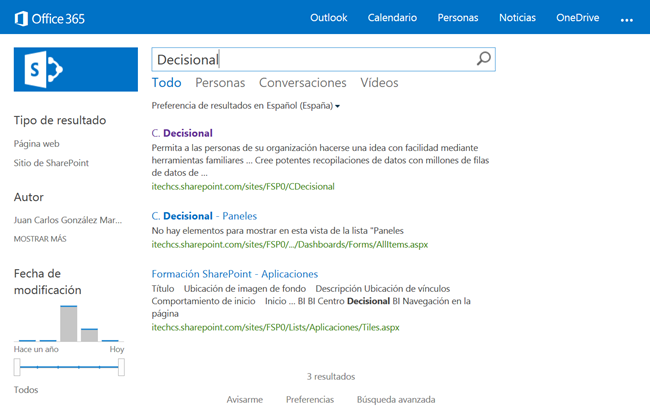 Office 365
Outlook Calendario Personas Noticias OneDrive ...
S
Decisional
Todo Personas Conversaciones Vídeos
Preferencia de resultados en Español (España)
Tipo de resultado
Página web
Sitio de SharePoint
Autor
Juan Carlos González Mar...
MOSTRAR MÁS
Fecha de
modificación
Hace un año Hoy
Todos
C. Decisional
Permita a las personas de su organización hacerse una idea con facilidad mediante
herramientas familiares ... Cree potentes recopilaciones de datos con millones de filas
de datos de ...
itechcs.sharepoint.com/sites/FSP0/CDecisional
C. Decisional - Paneles
No hay elementos para mostrar en esta vista de la lista "Paneles
itechcs.sharepoint.com/sites/FSP0/.../Dashboards/Forms/AllItems.aspx
Formación SharePoint - Aplicaciones
Título Ubicación de imagen de fondo Descripción Ubicación de vínculos
Comportamiento de inicio Inicio ... BI BI Centro Decisional BI Navegación en la
página
itechcs.sharepoint.com/sites/FSP0/Lists/Aplicaciones/Tiles.aspx
3 resultados
Avisarme Preferencias Búsqueda avanzada